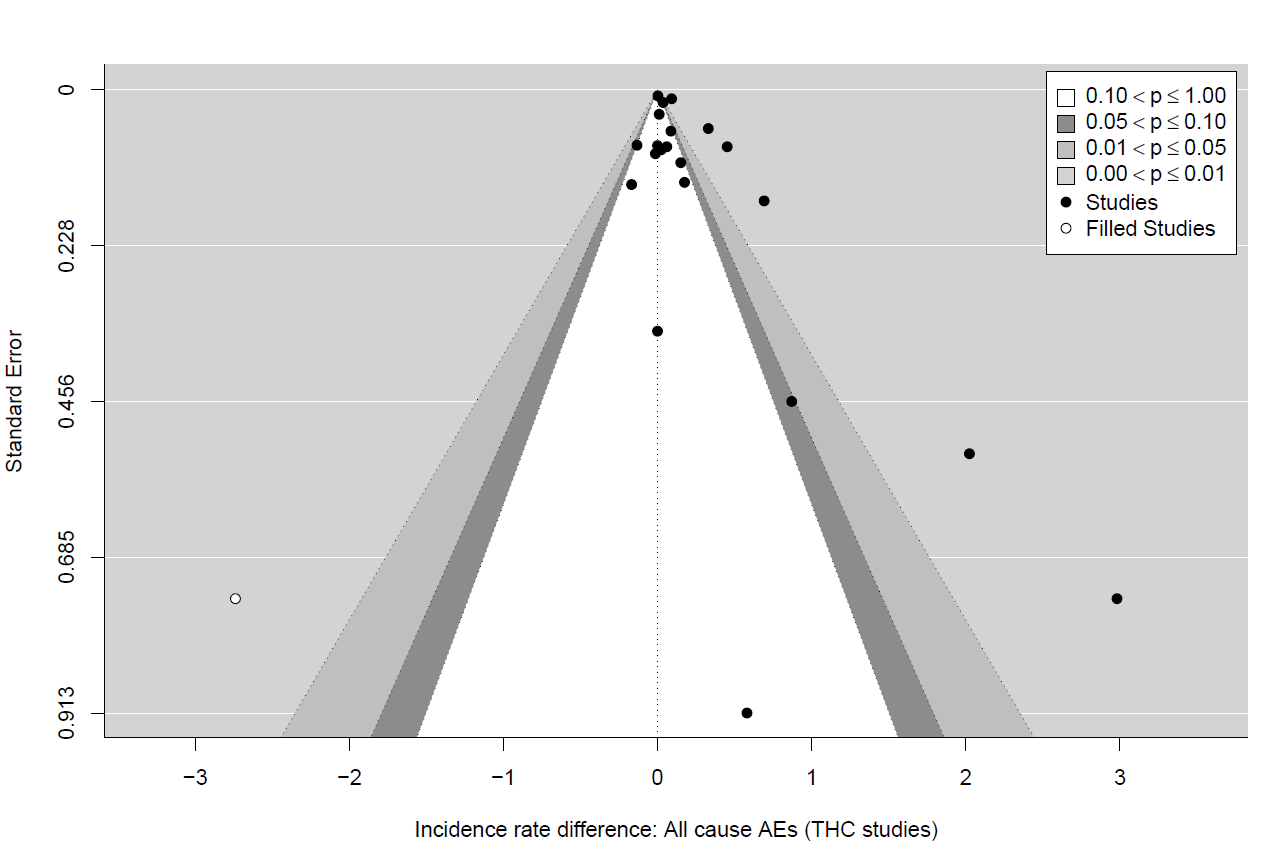 0.10 < p ≤ 1.00
0.05 < p ≤ 0.10
0.01 < p ≤ 0.05
0.00 < p ≤ 0.01
Studies
Filled Studies
Standard Error
0
0.228
0.456
0.685
0.913
−3
−2
−1
0
1
2
3
Incidence rate difference: All cause AEs (THC studies)